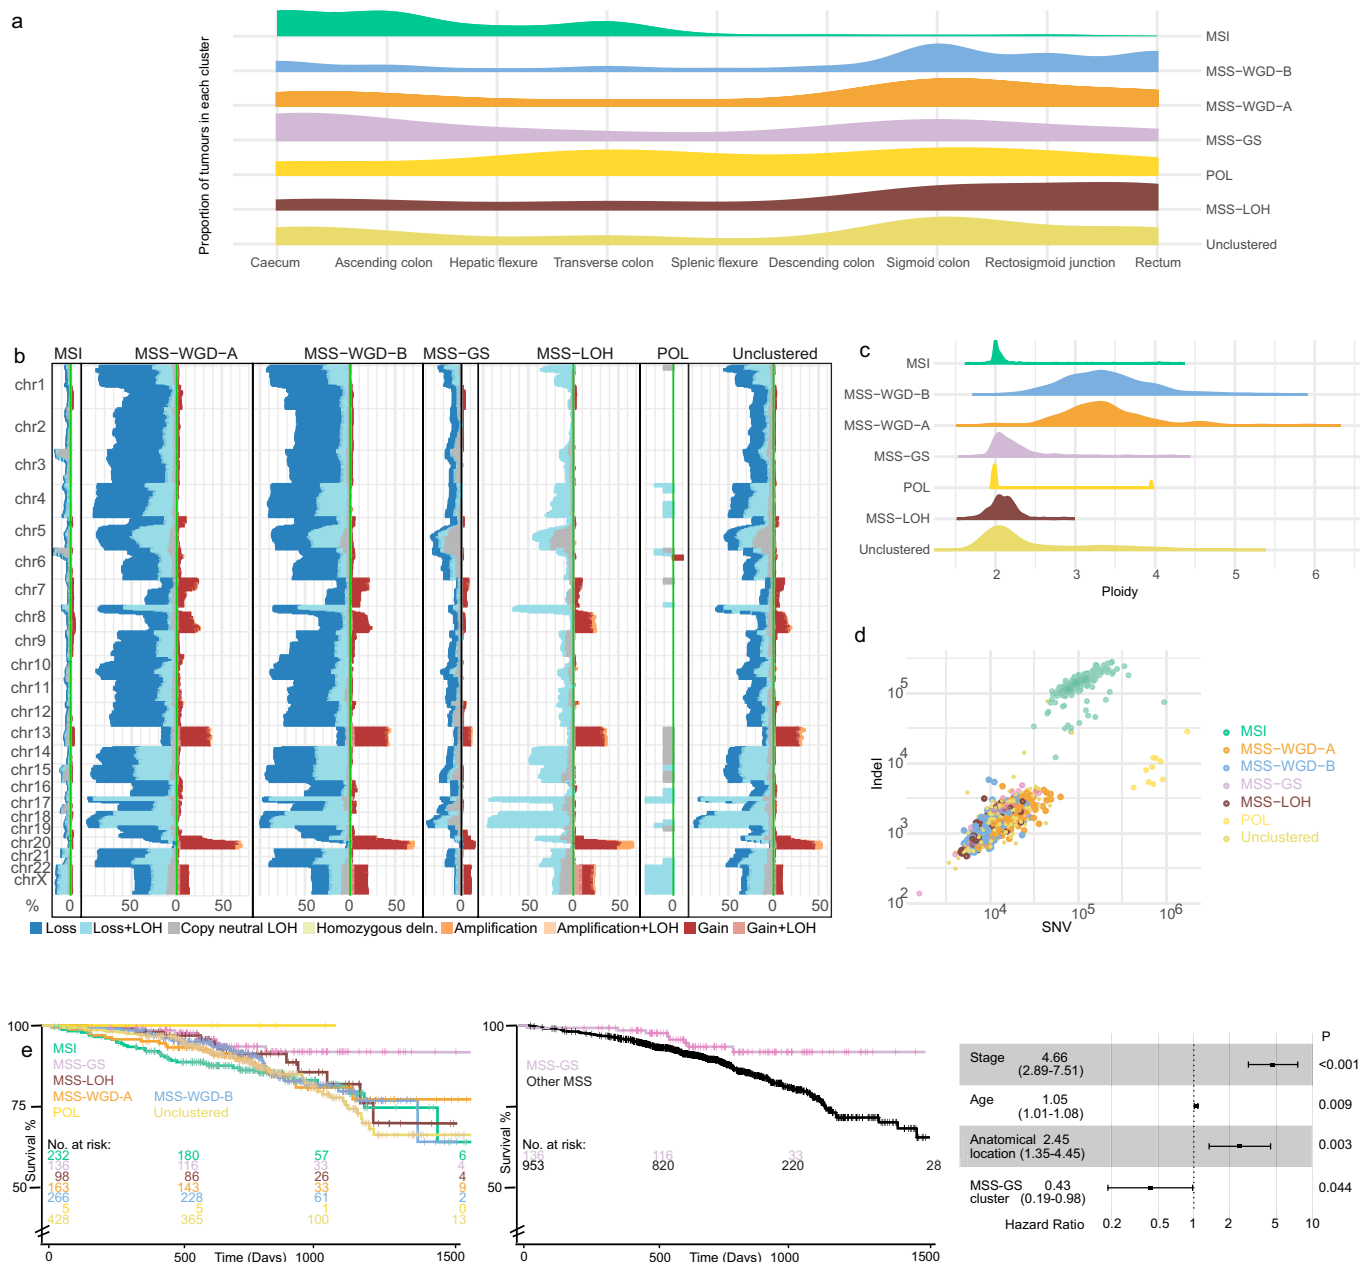 a
Proportion of tumours in each cluster
MSI
MSS−WGD−B
MSS−WGD−A
MSS−GS
POL
MSS−LOH
Unclustered
Caecum Ascending colon Hepatic flexure Transverse colon Splenic flexure Descending colon Sigmoid colon Rectosigmoid junction Rectum
b
MSI MSS−WGD−A MSS−WGD−B MSS−GS MSS−LOH POL Unclustered
chr1
chr2
chr3
chr4
chr5
chr6
chr7
chr8
chr9
chr10
chr11
chr12
chr13
chr14
chr15
chr16
chr17
chr18
chr19
chr20
chr21
chr22
chrX
% 0 50 0 50 50 0 50 0 50 0 50 0 50 0 50
Loss Loss+LOH Copy neutral LOH Homozygous deln. Amplification Amplification+LOH Gain Gain+LOH
c
MSI
MSS−WGD−B
MSS−WGD−A
MSS−GS
POL
MSS−LOH
Unclustered
2 3 4 5 6
Ploidy
d
Indel
10^5
10^4
10^3
10^2
10^4 10^5 10^6
SNV
MSI
MSS−WGD−A
MSS−WGD−B
MSS−GS
MSS−LOH
POL
Unclustered
e
Survival %
100
75
50
MSI
MSS−GS
MSS−LOH
MSS−WGD−A MSS−WGD−B
POL Unclustered
No. at risk:
232 180 57 6
136 116 33 4
98 86 26 4
163 143 33 9
266 228 61 2
5 5 1 0
428 365 100 13
0 500 Time (Days) 1000 1500
Survival %
100
75
50
MSS−GS
Other MSS
No. at risk:
136 116 33
953 820 220 28
0 500 Time (Days) 1000 1500
P
Stage 4.66 <0.001
(2.89-7.51)
Age 1.05 0.009
(1.01-1.08)
Anatomical 2.45 0.003
location (1.35-4.45)
MSS-GS 0.43 0.044
cluster (0.19-0.98)
Hazard Ratio 0.2 0.5 1 2 5 10